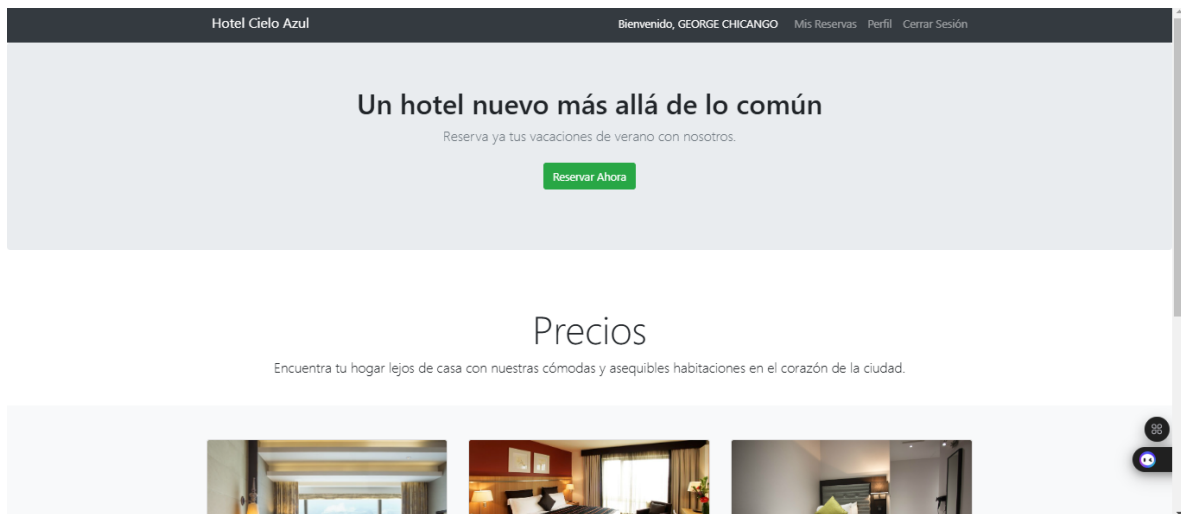 Hotel Cielo Azul Bienvenido, GEORGE CHICANGO Mis Reservas Perfil Cerrar Sesión
Un hotel nuevo más allá de lo común
Reserva ya tus vacaciones de verano con nosotros.
Reservar Ahora
Precios
Encuentra tu hogar lejos de casa con nuestras cómodas y asequibles habitaciones en el corazón de la ciudad.